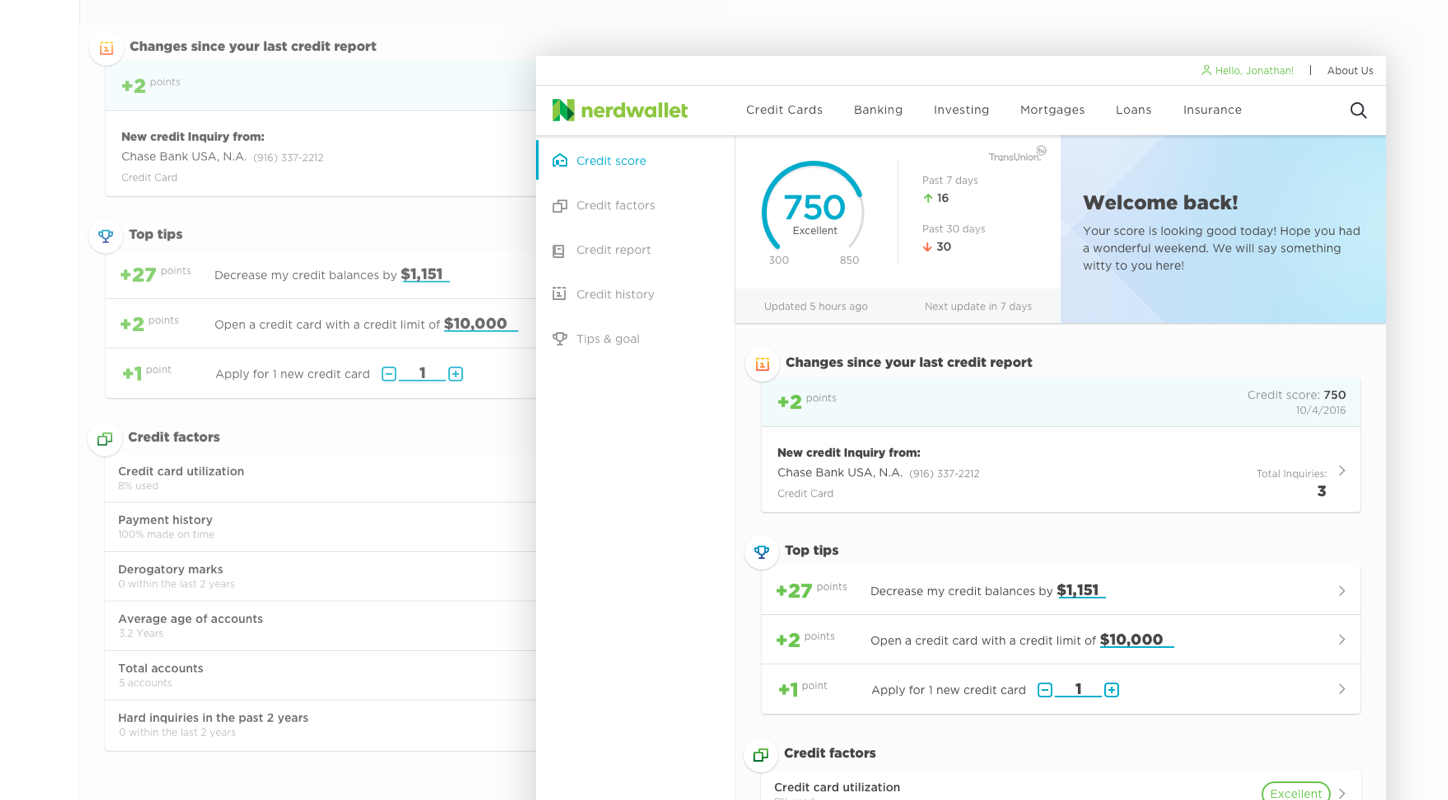 Changes since your last credit report
+2 points
New credit Inquiry from:
Chase Bank USA, N.A. (916) 337-2212
Credit Card
Top tips
+27 points Decrease my credit balances by $1,151
+2 points Open a credit card with a credit limit of $10,000
+1 point Apply for 1 new credit card 1
Credit factors
Credit card utilization
8% used
Payment history
100% made on time
Derogatory marks
0 within the last 2 years
Average age of accounts
3.2 Years
Total accounts
5 accounts
Hard inquiries in the past 2 years
0 within the last 2 years
Hello, Jonathan! | About Us
nerdwallet Credit Cards Banking Investing Mortgages Loans Insurance
Credit score
Credit factors
Credit report
Credit history
Tips & goal
750
Excellent
300 850
TransUnion
Past 7 days
16
Past 30 days
30
Updated 5 hours ago Next update in 7 days
Welcome back!
Your score is looking good today! Hope you had
a wonderful weekend. We will say something
witty to you here!
Changes since your last credit report
+2 points Credit score: 750
10/4/2016
New credit Inquiry from:
Chase Bank USA, N.A. (916) 337-2212
Credit Card
Total Inquiries:
3
Top tips
+27 points Decrease my credit balances by $1,151
+2 points Open a credit card with a credit limit of $10,000
+1 point Apply for 1 new credit card 1
Credit factors
Credit card utilization Excellent